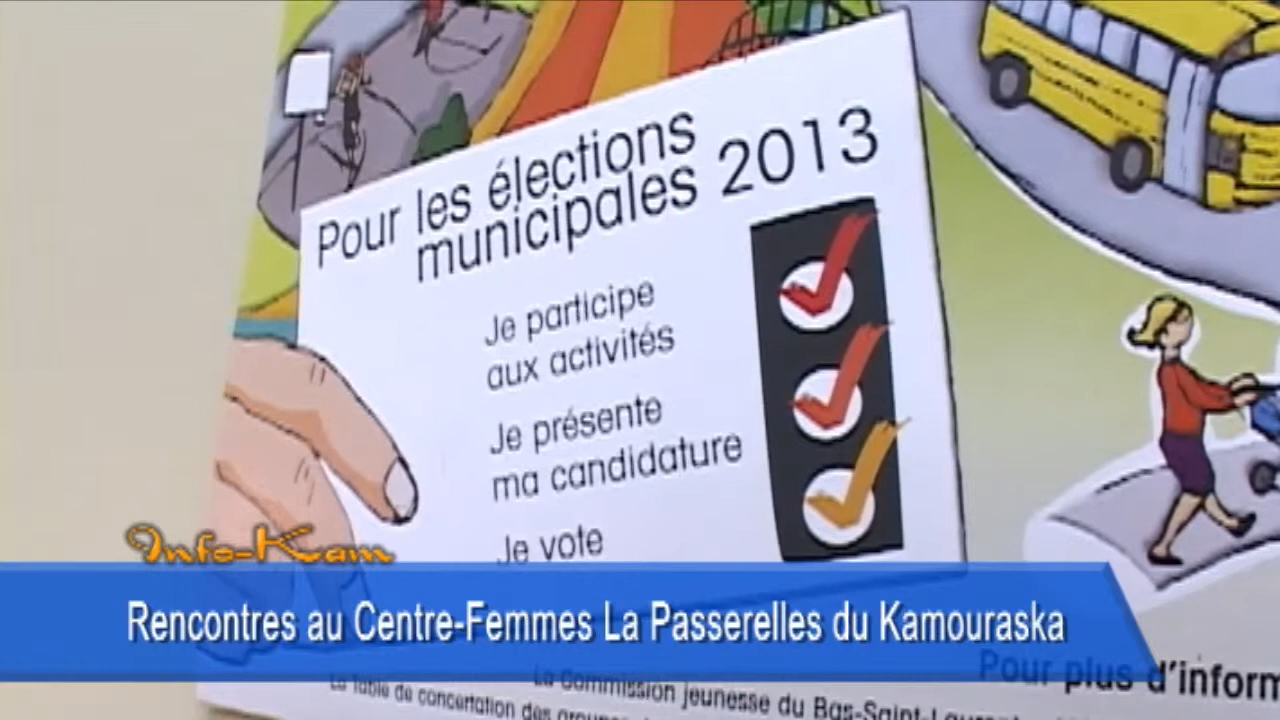 Pour les élections
municipales 2013
Je participe
aux activités
Je présente
ma candidature
Je vote
Info-Kam
Rencontres au Centre-Femmes La Passerelles du Kamouraska
Pour plus d'inform
La Commission jeunesse du Bas-Saint-Laurent
La Table de concertation des groupes